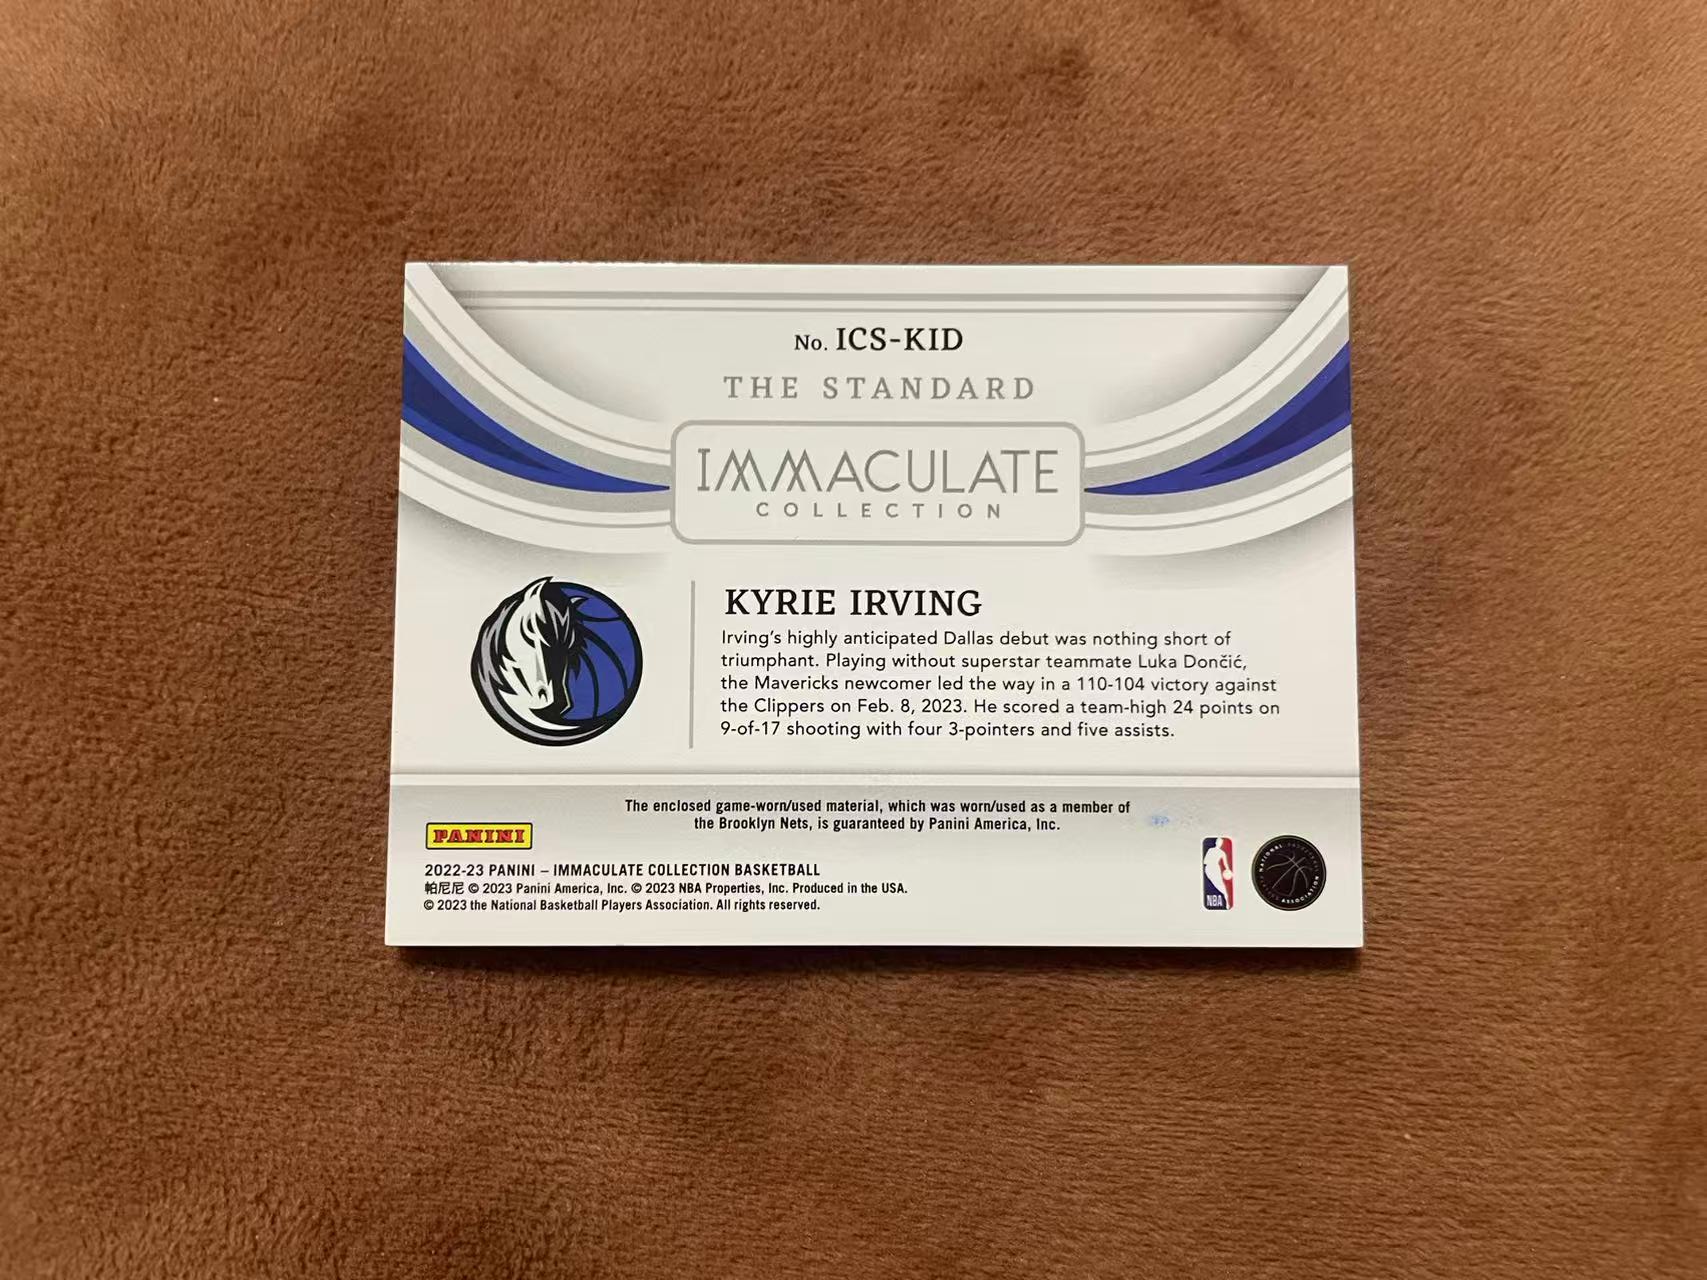 No. ICS-KID
THE STANDARD
IMMACULATE
COLLECTION
KYRIE IRVING
Irving's highly anticipated Dallas debut was nothing short of
triumphant. Playing without superstar teammate Luka Dončić,
the Mavericks newcomer led the way in a 110-104 victory against
the Clippers on Feb. 8, 2023. He scored a team-high 24 points on
9-of-17 shooting with four 3-pointers and five assists.
The enclosed game-worn/used material, which was worn/used as a member of
the Brooklyn Nets, is guaranteed by Panini America, Inc.
PANINI
2022-23 PANINI – IMMACULATE COLLECTION BASKETBALL
帕尼尼 © 2023 Panini America, Inc. © 2023 NBA Properties, Inc. Produced in the USA.
© 2023 the National Basketball Players Association. All rights reserved.
NBA
NATIONAL BASKETBALL
PLAYERS ASSOCIATION